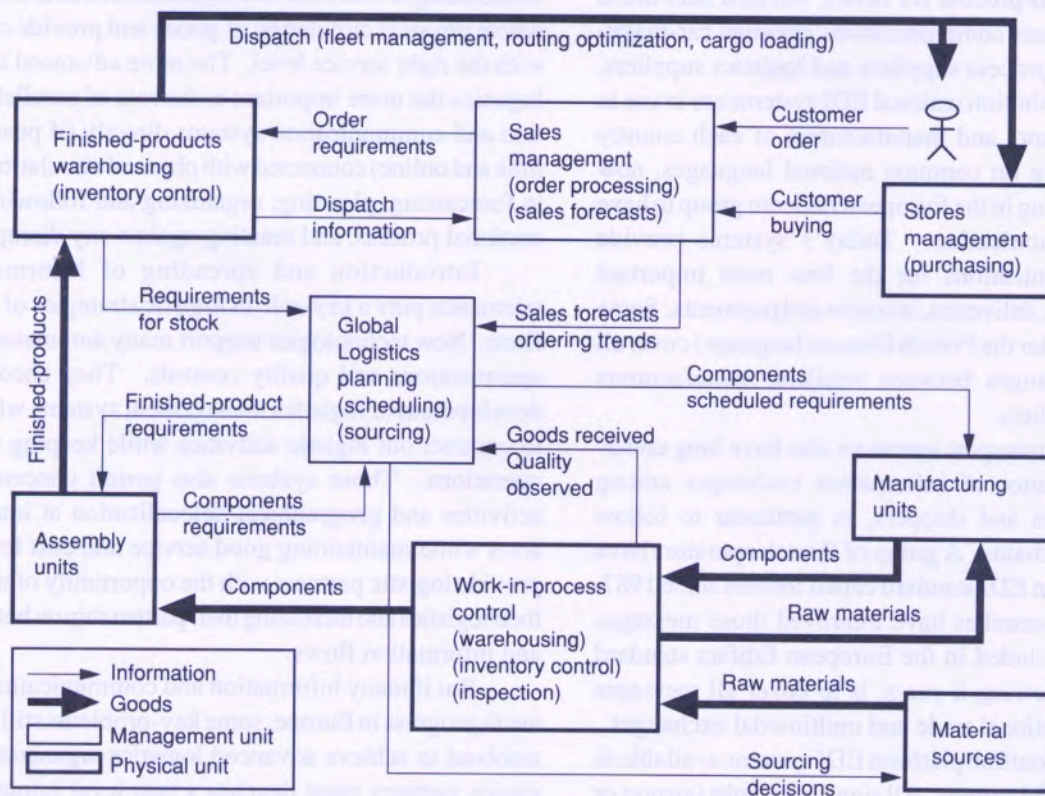 Dispatch (fleet management, routing optimization, cargo loading)
Finished-products
warehousing
(inventory control)
Order
requirements
Dispatch
information
Sales
management
(order processing)
(sales forecasts)
Customer
order
Customer
buying
Stores
management
(purchasing)
Finished-products
Requirements
for stock
Global
Logistics
planning
(scheduling)
(sourcing)
Sales forecasts
ordering trends
Components
scheduled requirements
Finished-product
requirements
Goods received
Quality
observed
Components
requirements
Manufacturing
units
Assembly
units
Components
Work-in-process
control
(warehousing)
(inventory control)
(inspection)
Components
Raw materials
Raw materials
Material
sources
Sourcing
decisions
Information
Goods
Management unit
Physical unit